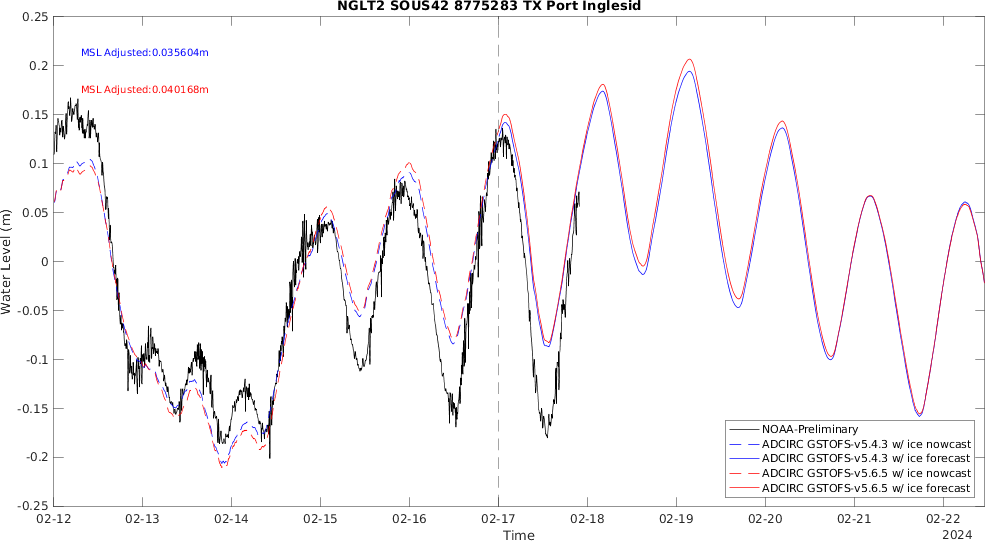 NGLT2 SOUS42 8775283 TX Port Inglesid
MSL Adjusted:0.035604m
MSL Adjusted:0.040168m
Water Level (m)
0.25
0.2
0.15
0.1
0.05
0
-0.05
-0.1
-0.15
-0.2
-0.25
NOAA-Preliminary
ADCIRC GSTOFS-v5.4.3 w/ ice nowcast
ADCIRC GSTOFS-v5.4.3 w/ ice forecast
ADCIRC GSTOFS-v5.6.5 w/ ice nowcast
ADCIRC GSTOFS-v5.6.5 w/ ice forecast
02-12 02-13 02-14 02-15 02-16 02-17 02-18 02-19 02-20 02-21 02-22
Time
2024